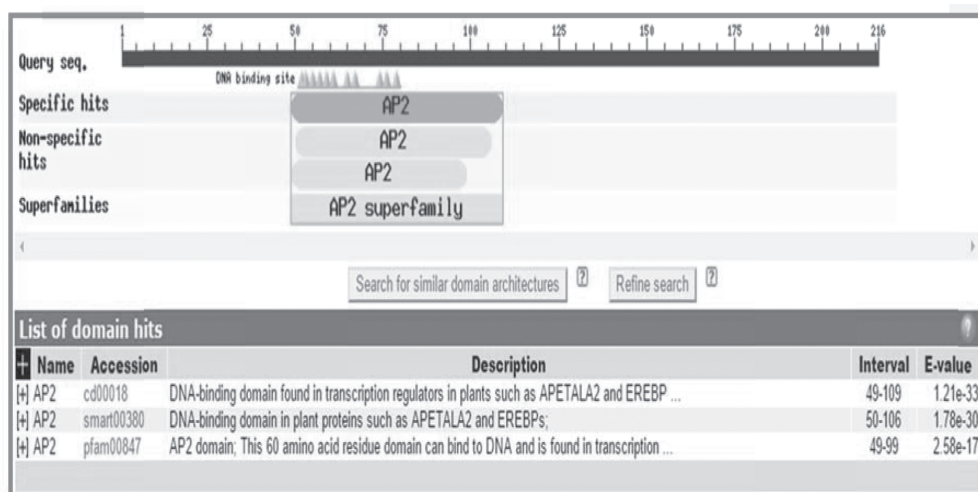 1 25 50 75 100 125 150 175 200 216
Query seq.
DNA binding site
Specific hits
AP2
Non-specific
hits
AP2
AP2
Superfamilies
AP2 superfamily
Search for similar domain architectures ? Refine search ?
List of domain hits ?
+ Name Accession Description Interval E-value
[+] AP2 cd00018 DNA-binding domain found in transcription regulators in plants such as APETALA2 and EREBP ... 49-109 1.21e-33
[+] AP2 smart00380 DNA-binding domain in plant proteins such as APETALA2 and EREBPs; 50-106 1.78e-30
[+] AP2 pfam00847 AP2 domain; This 60 amino acid residue domain can bind to DNA and is found in transcription ... 49-99 2.58e-17